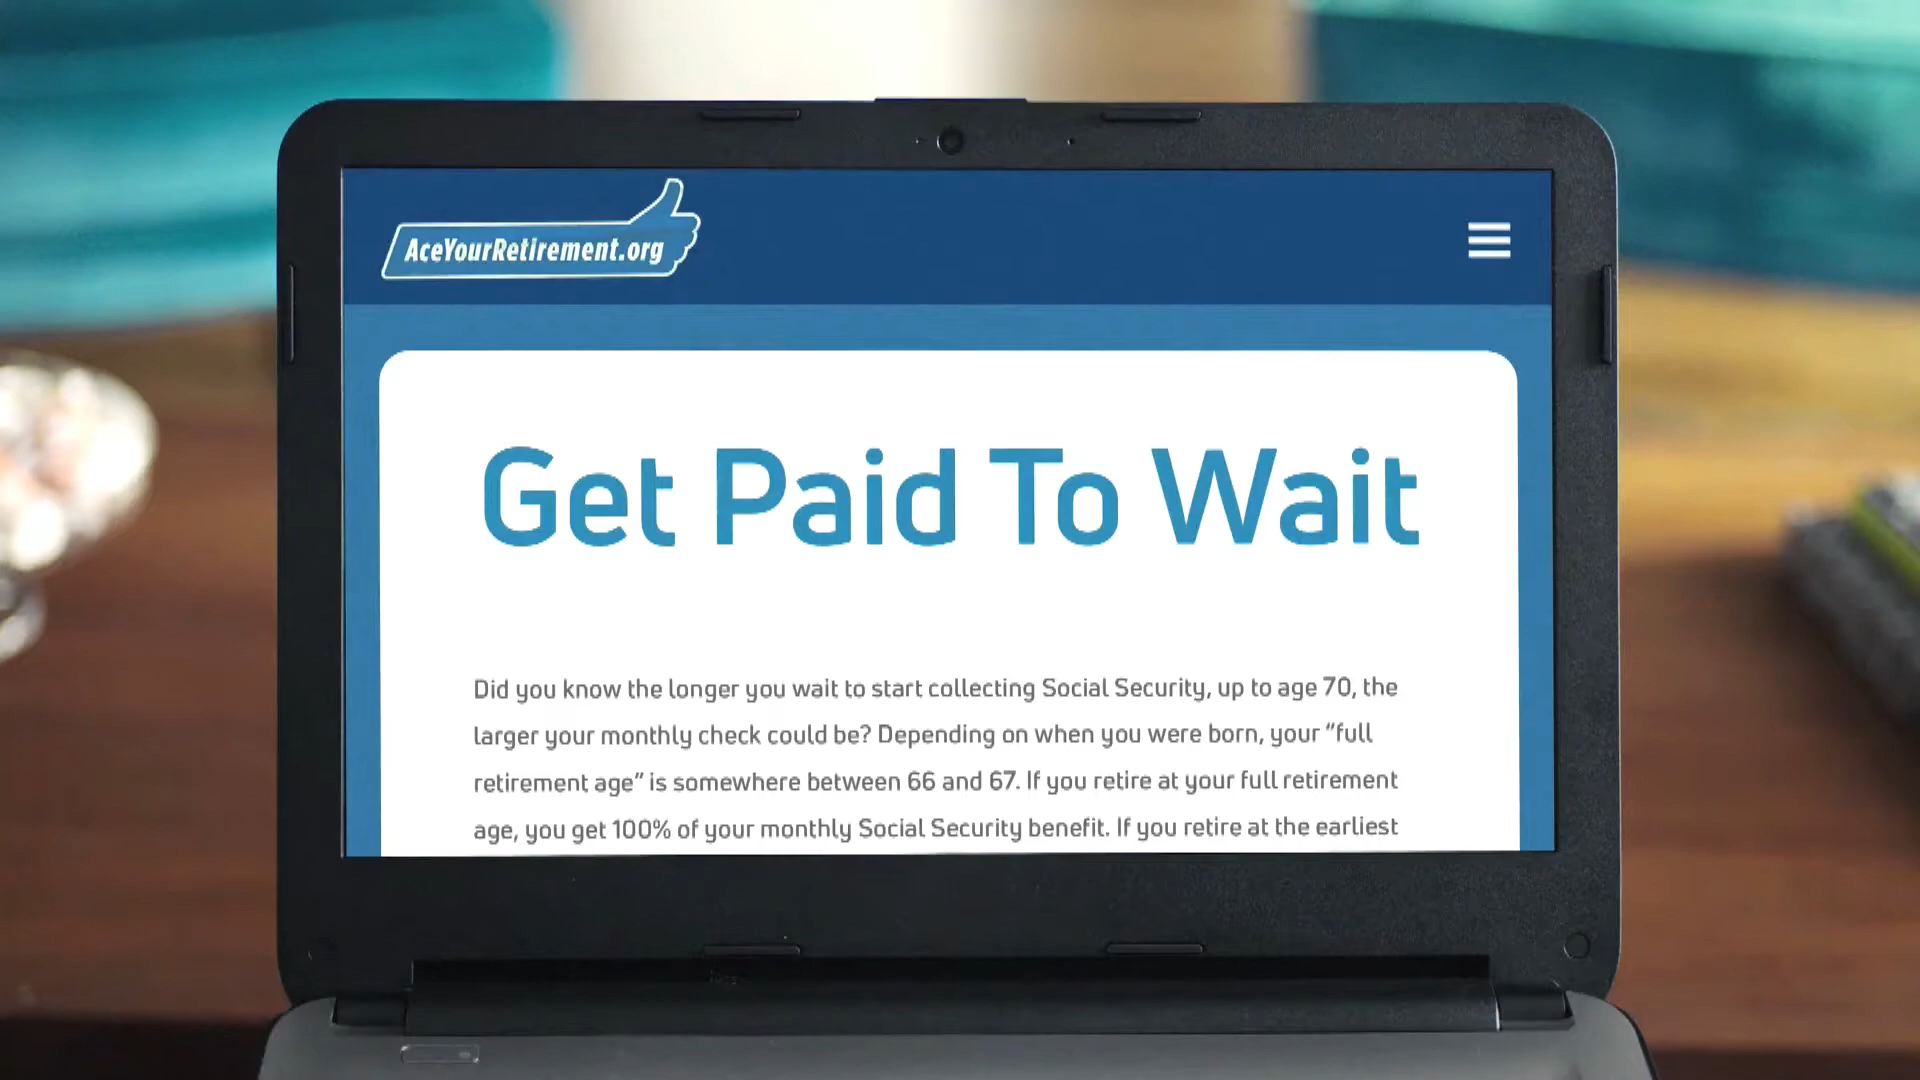 AceYourRetirement.org
Get Paid To Wait
Did you know the longer you wait to start collecting Social Security, up to age 70, the
larger your monthly check could be? Depending on when you were born, your “full
retirement age” is somewhere between 66 and 67. If you retire at your full retirement
age, you get 100% of your monthly Social Security benefit. If you retire at the earliest